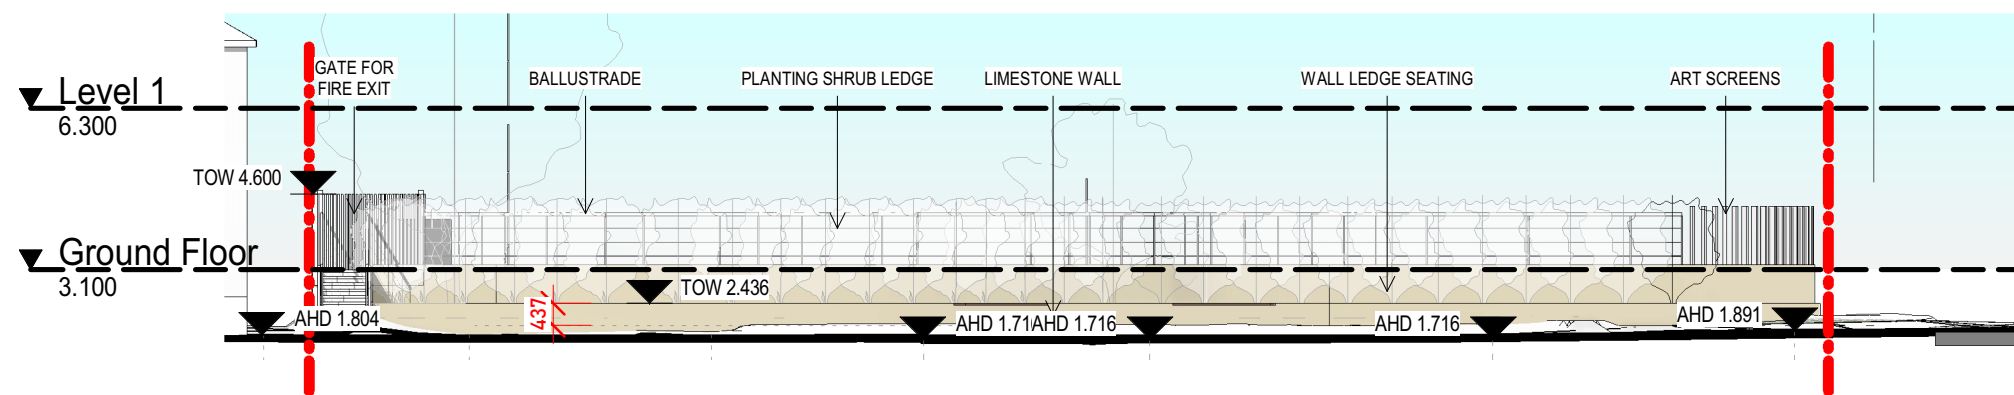 GATE FOR
FIRE EXIT
BALLUSTRADE
PLANTING SHRUB LEDGE
LIMESTONE WALL
WALL LEDGE SEATING
ART SCREENS
Level 1
6.300
TOW 4.600
Ground Floor
3.100
TOW 2.436
437
AHD 1.804
AHD 1.71
AHD 1.716
AHD 1.716
AHD 1.891